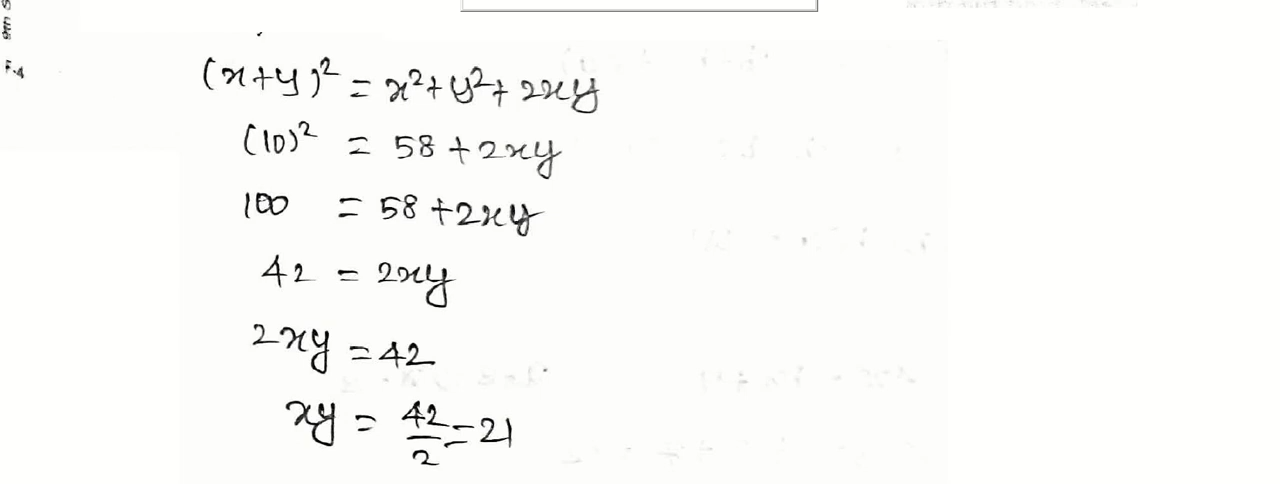 (x+y)² = x²+y²+2xy
(10)² = 58+2xy
100 = 58+2xy
42 = 2xy
2xy = 42
xy = 42/2 = 21